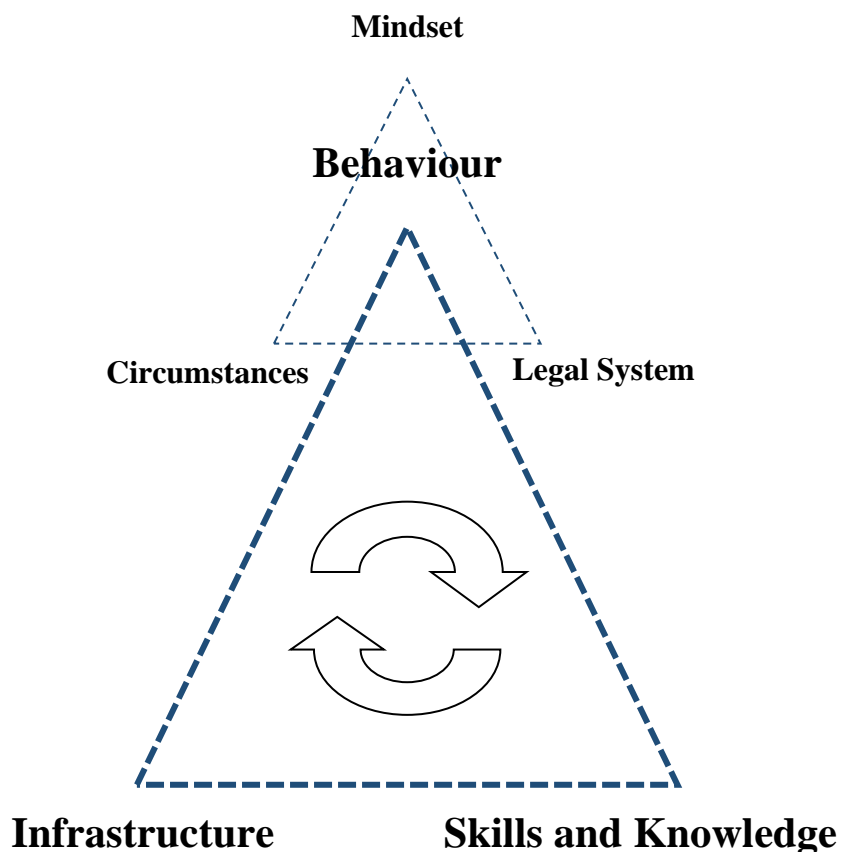 Mindset
Behaviour
Circumstances
Legal System
Infrastructure
Skills and Knowledge